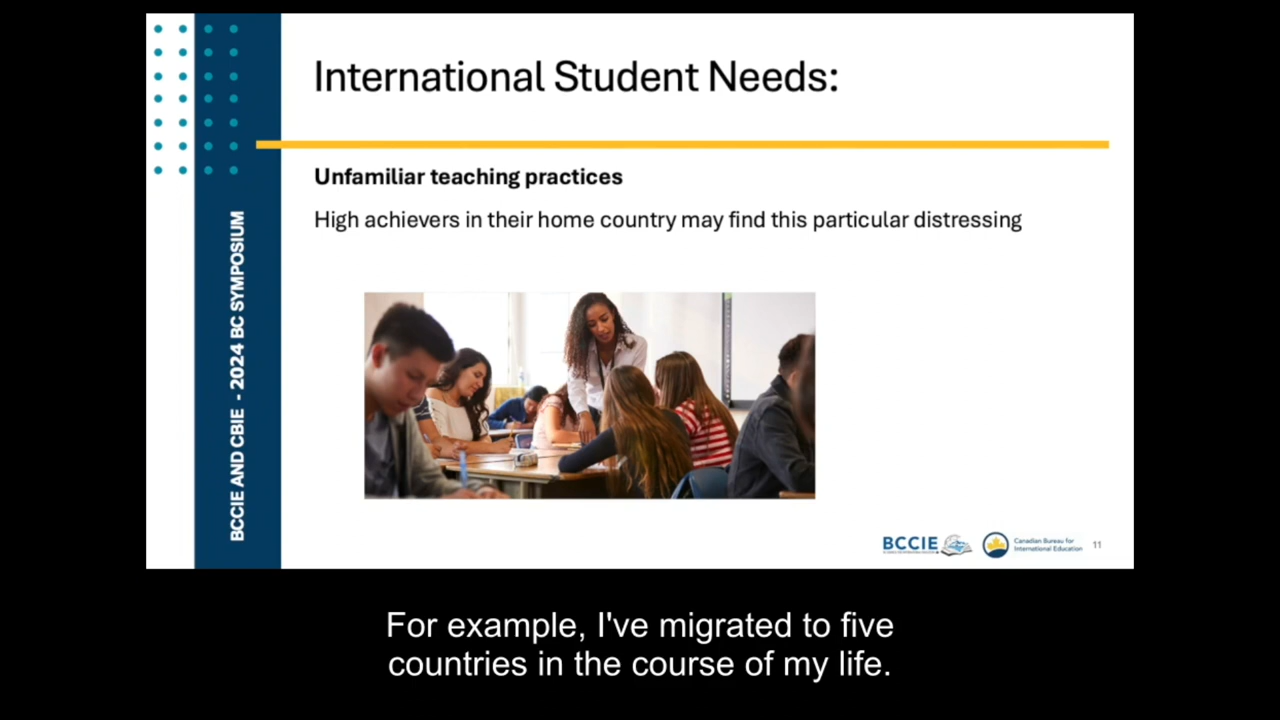 International Student Needs:
Unfamiliar teaching practices
High achievers in their home country may find this particular distressing
BCCIE AND CBIE - 2024 BC SYMPOSIUM
BCCIE
Canadian Bureau for
International Education
11
For example, I've migrated to five
countries in the course of my life.